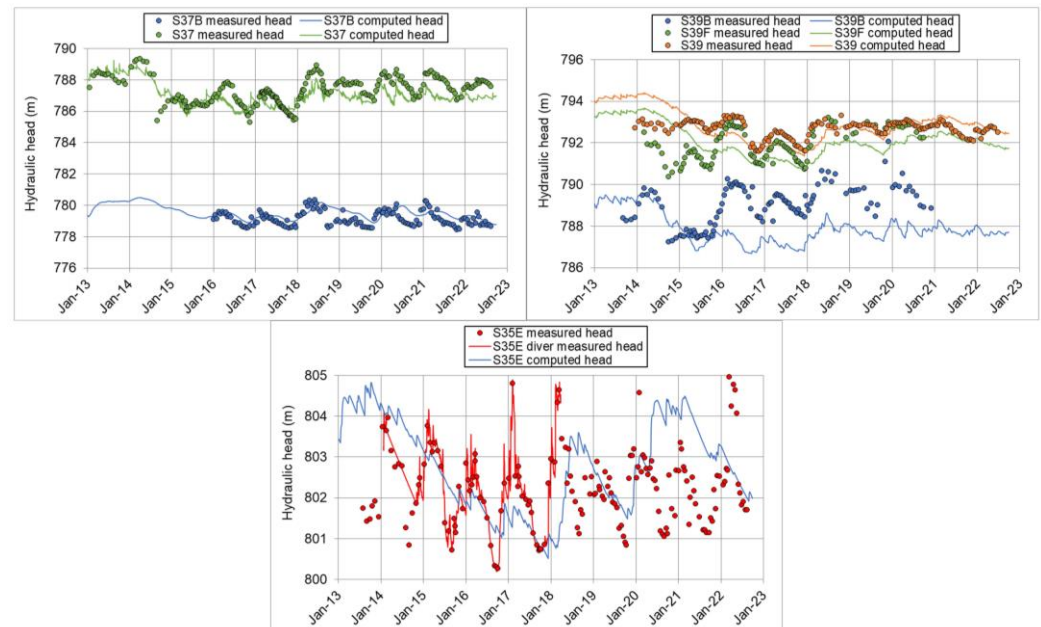 S37B measured head S37B computed head
S37 measured head S37 computed head
Hydraulic head (m)
790
788
786
784
782
780
778
776
Jan-13 Jan-14 Jan-15 Jan-16 Jan-17 Jan-18 Jan-19 Jan-20 Jan-21 Jan-22 Jan-23
S39B measured head S39B computed head
S39F measured head S39F computed head
S39 measured head S39 computed head
Hydraulic head (m)
796
794
792
790
788
786
Jan-13 Jan-14 Jan-15 Jan-16 Jan-17 Jan-18 Jan-19 Jan-20 Jan-21 Jan-22 Jan-23
S35E measured head
S35E diver measured head
S35E computed head
Hydraulic head (m)
805
804
803
802
801
800
Jan-13 Jan-14 Jan-15 Jan-16 Jan-17 Jan-18 Jan-19 Jan-20 Jan-21 Jan-22 Jan-23